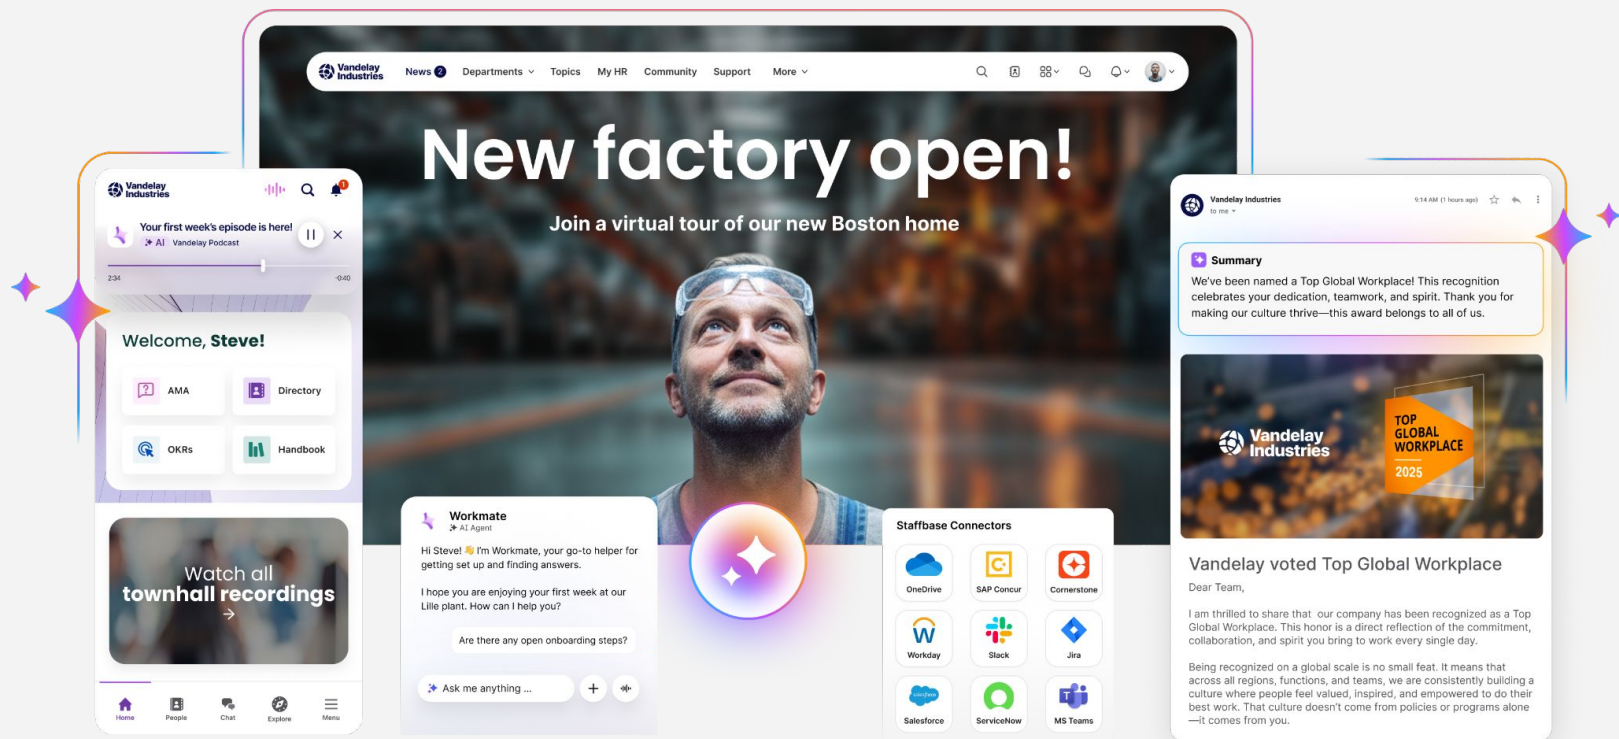 Vandelay
Industries
News 2
Departments
Topics
My HR
Community
Support
More
New factory open!
Join a virtual tour of our new Boston home
Vandelay
Industries
1
Your first week's episode is here!
AI Vandelay Podcast
2:34
-0:40
Welcome, Steve!
AMA
Directory
OKRs
Handbook
Watch all
townhall recordings
Home
People
Chat
Explore
Menu
Workmate
AI Agent
Hi Steve! 👋 I'm Workmate, your go-to helper for
getting set up and finding answers.
I hope you are enjoying your first week at our
Lille plant. How can I help you?
Are there any open onboarding steps?
Ask me anything ...
Staffbase Connectors
OneDrive
SAP Concur
Cornerstone
Workday
Slack
Jira
salesforce
Salesforce
ServiceNow
MS Teams
Vandelay Industries
to me
9:14 AM (1 hours ago)
Summary
We've been named a Top Global Workplace! This recognition
celebrates your dedication, teamwork, and spirit. Thank you for
making our culture thrive—this award belongs to all of us.
Vandelay
Industries
TOP
GLOBAL
WORKPLACE
2025
Vandelay voted Top Global Workplace
Dear Team,
I am thrilled to share that our company has been recognized as a Top
Global Workplace. This honor is a direct reflection of the commitment,
collaboration, and spirit you bring to work every single day.
Being recognized on a global scale is no small feat. It means that
across all regions, functions, and teams, we are consistently building a
culture where people feel valued, inspired, and empowered to do their
best work. That culture doesn't come from policies or programs alone
—it comes from you.